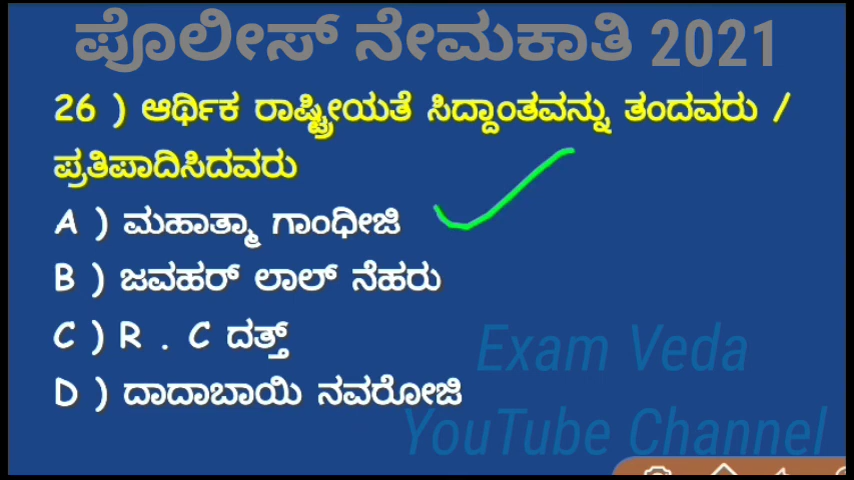 ಪೊಲೀಸ್ ನೇಮಕಾತಿ 2021
26 ) ಆರ್ಥಿಕ ರಾಷ್ಟ್ರೀಯತೆ ಸಿದ್ದಾಂತವನ್ನು ತಂದವರು /
ಪ್ರತಿಪಾದಿಸಿದವರು
A ) ಮಹಾತ್ಮಾ ಗಾಂಧೀಜಿ
B ) ಜವಹರ್ ಲಾಲ್ ನೆಹರು
C ) R . C ದತ್ತ್
D ) ದಾದಾಬಾಯಿ ನವರೋಜಿ
Exam Veda
YouTube Channel